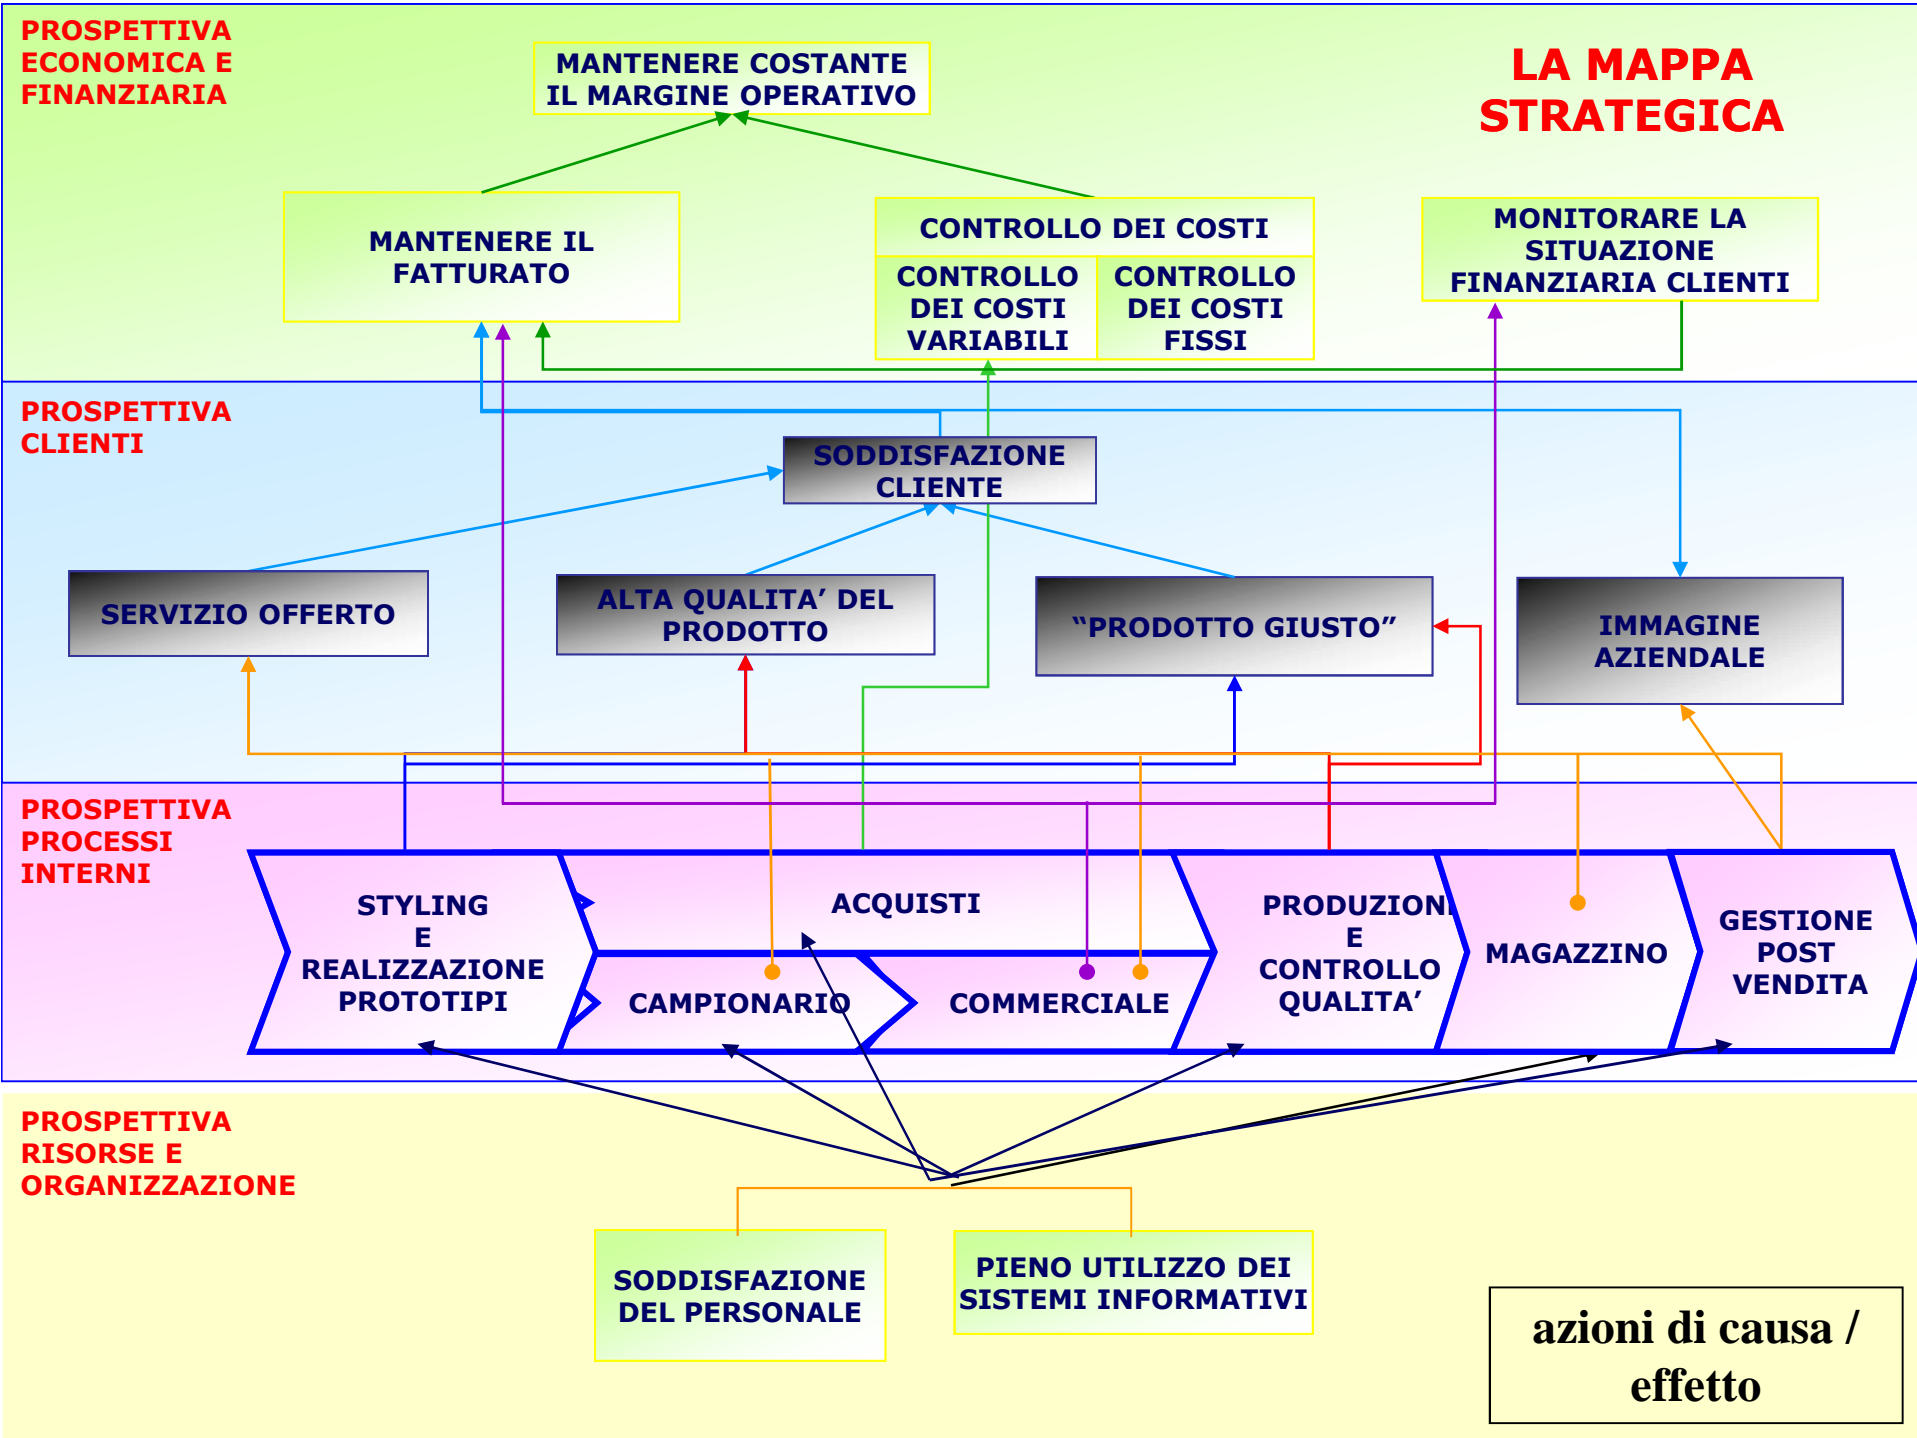 PROSPETTIVA
ECONOMICA E
FINANZIARIA
MANTENERE COSTANTE
IL MARGINE OPERATIVO
LA MAPPA
STRATEGICA
MANTENERE IL
FATTURATO
CONTROLLO DEI COSTI
CONTROLLO
DEI COSTI
VARIABILI
CONTROLLO
DEI COSTI
FISSI
MONITORARE LA
SITUAZIONE
FINANZIARIA CLIENTI
PROSPETTIVA
CLIENTI
SODDISFAZIONE
CLIENTE
SERVIZIO OFFERTO
ALTA QUALITA’ DEL
PRODOTTO
“PRODOTTO GIUSTO”
IMMAGINE
AZIENDALE
PROSPETTIVA
PROCESSI
INTERNI
STYLING
E
REALIZZAZIONE
PROTOTIPI
ACQUISTI
CAMPIONARIO
COMMERCIALE
PRODUZIONE
E
CONTROLLO
QUALITA’
MAGAZZINO
GESTIONE
POST
VENDITA
PROSPETTIVA
RISORSE E
ORGANIZZAZIONE
SODDISFAZIONE
DEL PERSONALE
PIENO UTILIZZO DEI
SISTEMI INFORMATIVI
azioni di causa /
effetto